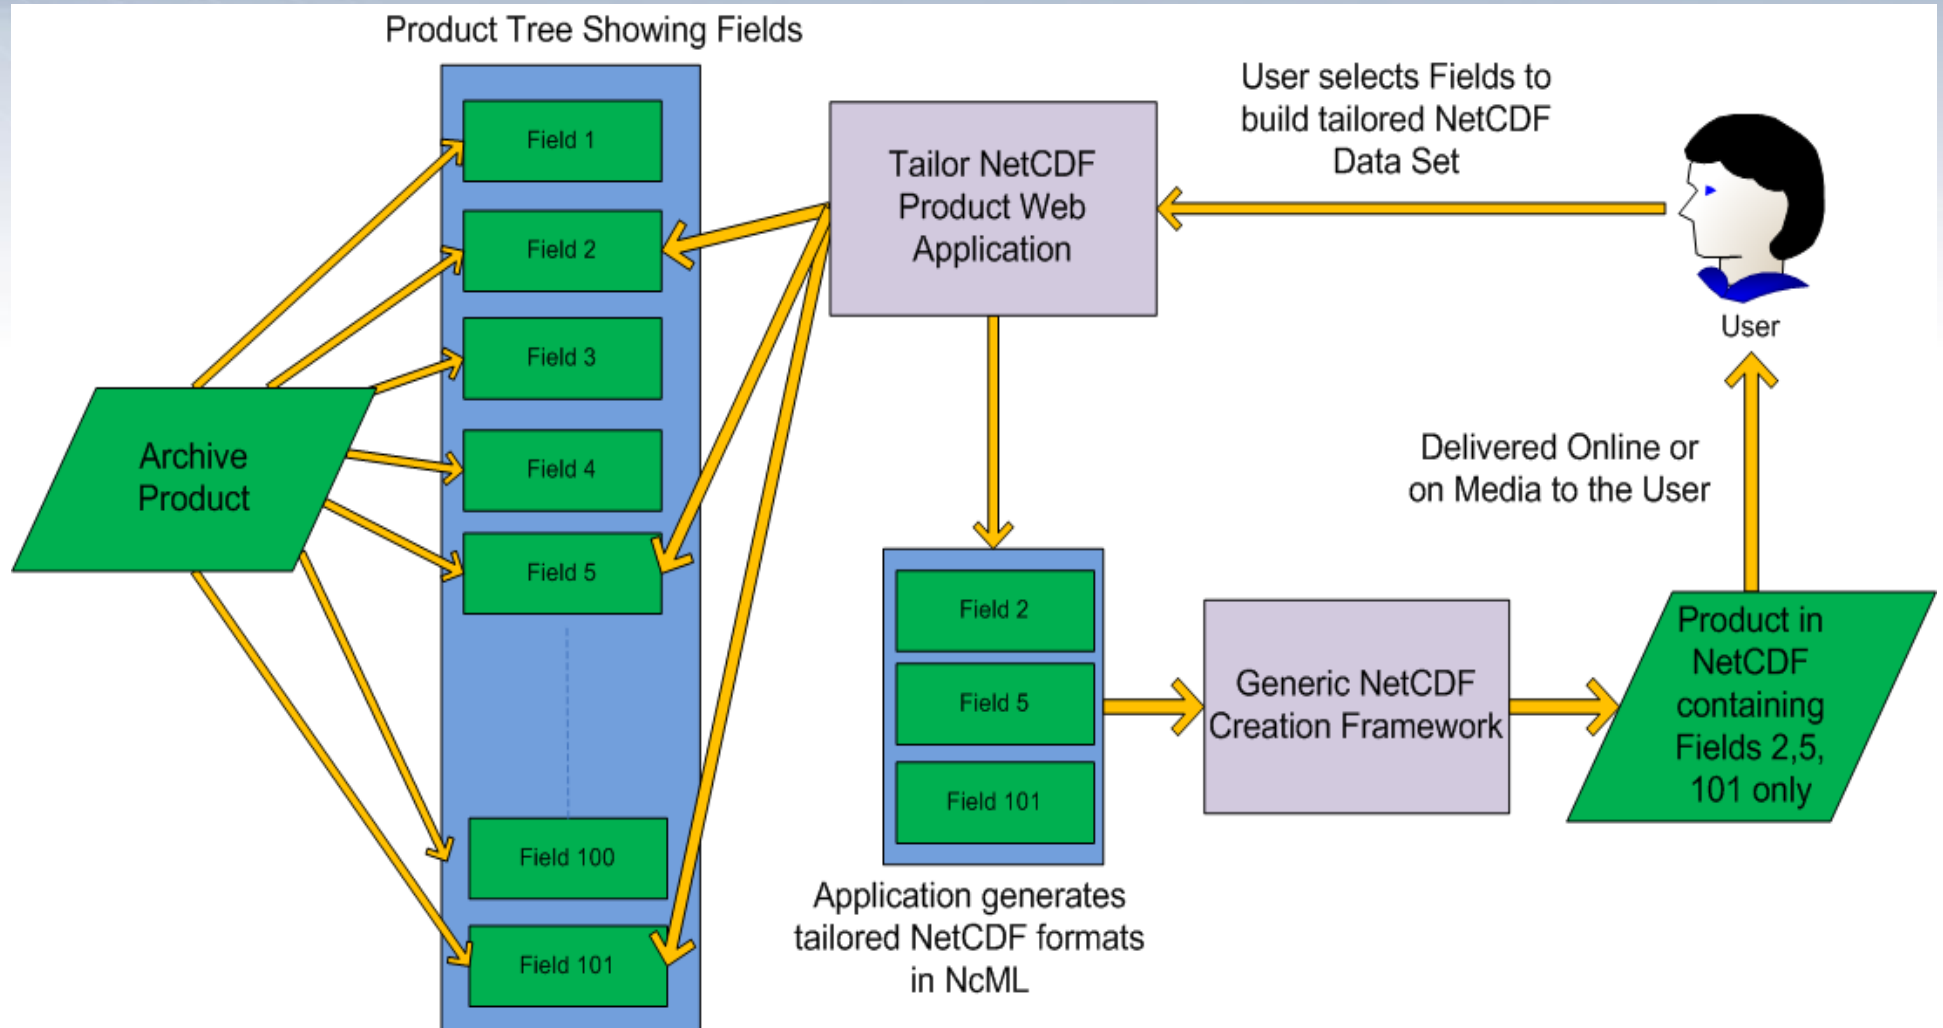 Product Tree Showing Fields
Field 1
Field 2
Field 3
Field 4
Field 5
Field 100
Field 101
Archive
Product
Tailor NetCDF
Product Web
Application
User selects Fields to
build tailored NetCDF
Data Set
User
Delivered Online or
on Media to the User
Field 2
Field 5
Field 101
Application generates
tailored NetCDF formats
in NcML
Generic NetCDF
Creation Framework
Product in
NetCDF
containing
Fields 2,5,
101 only